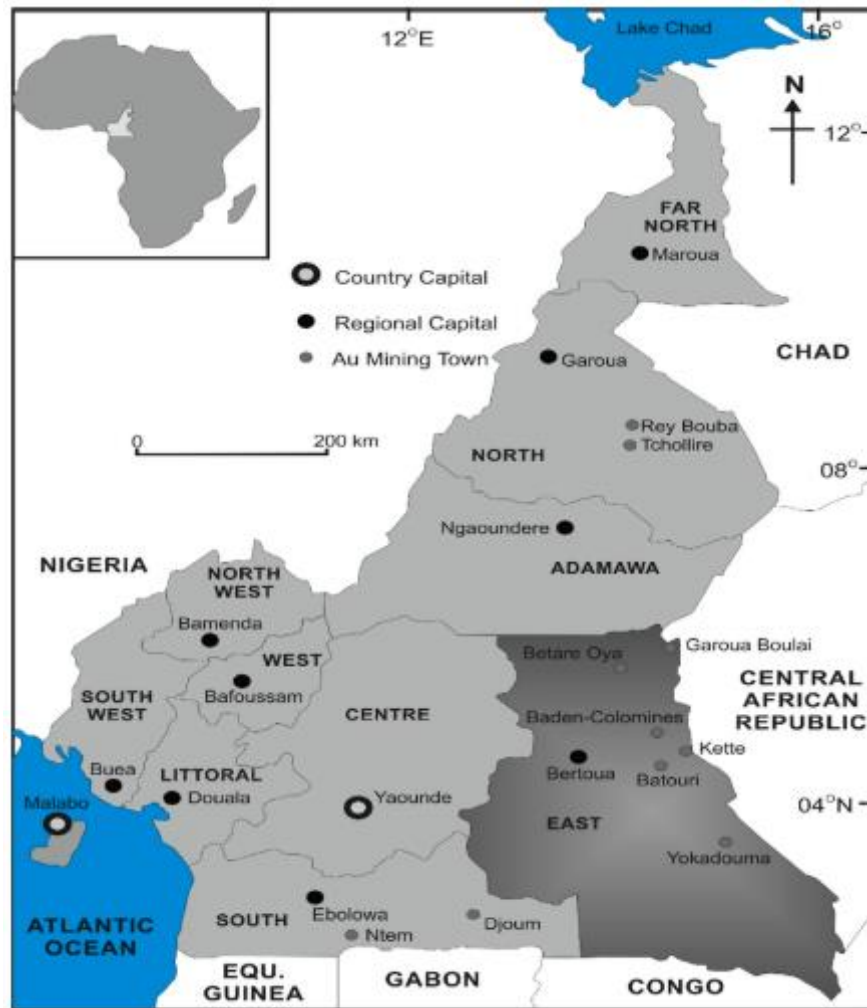 12°E
16°
Lake Chad
N
12°
FAR
NORTH
Maroua
Country Capital
Regional Capital
Au Mining Town
CHAD
Garoua
0
200 km
Rey Bouba
Tchollire
NORTH
08°
Ngaoundere
ADAMAWA
NIGERIA
NORTH
WEST
Bamenda
WEST
Bafoussam
SOUTH
WEST
CENTRE
Betare Oya
Garoua Boulai
CENTRAL
AFRICAN
REPUBLIC
Baden-Colomines
Kette
Bertoua
Batouri
Buea
LITTORAL
Douala
Malabo
Yaounde
04°N
EAST
Yokadouma
ATLANTIC
OCEAN
SOUTH
Ebolowa
Ntem
Djoum
EQU.
GUINEA
GABON
CONGO